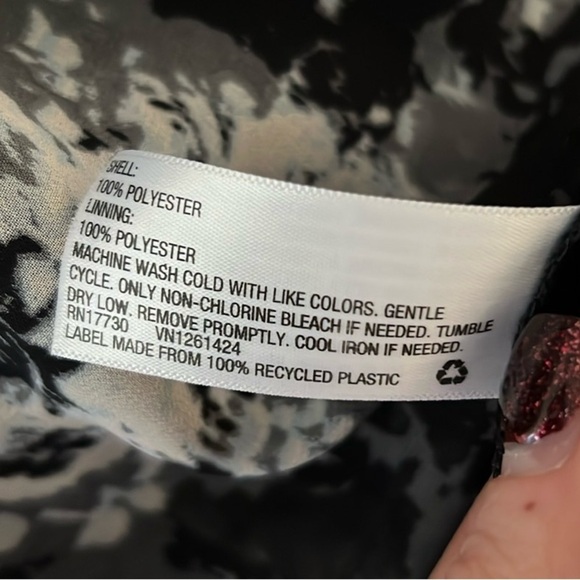 SHELL:
100% POLYESTER
LINNING:
100% POLYESTER
MACHINE WASH COLD WITH LIKE COLORS. GENTLE
CYCLE. ONLY NON-CHLORINE BLEACH IF NEEDED. TUMBLE
DRY LOW. REMOVE PROMPTLY. COOL IRON IF NEEDED.
RN17730 VN1261424
LABEL MADE FROM 100% RECYCLED PLASTIC